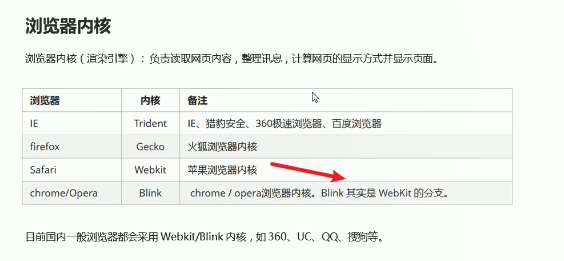 浏览器内核
浏览器内核（渲染引擎）：负责读取网页内容，整理讯息，计算网页的显示方式并显示页面。
浏览器 内核 备注
IE Trident IE、猎豹安全、360极速浏览器、百度浏览器
firefox Gecko 火狐浏览器内核
Safari Webkit 苹果浏览器内核
chrome/Opera Blink chrome / opera浏览器内核。Blink 其实是 WebKit 的分支。
目前国内一般浏览器都会采用 Webkit/Blink 内核，如 360、UC、QQ、搜狗等。